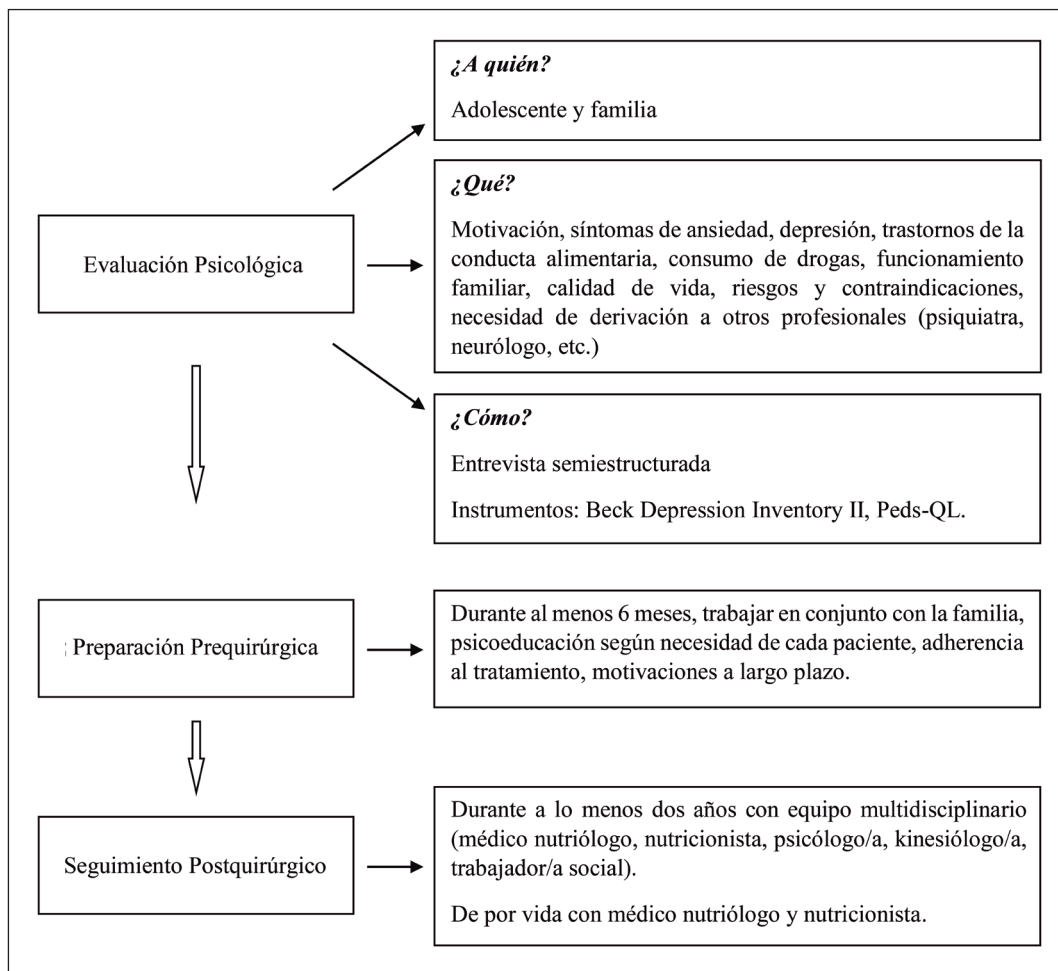 ¿A quién?
Adolescente y familia
¿Qué?
Motivación, síntomas de ansiedad, depresión, trastornos de la
conducta alimentaria, consumo de drogas, funcionamiento
familiar, calidad de vida, riesgos y contraindicaciones,
necesidad de derivación a otros profesionales (psiquiatra,
neurólogo, etc.)
Evaluación Psicológica
¿Cómo?
Entrevista semiestructurada
Instrumentos: Beck Depression Inventory II, Peds-QL.
Preparación Prequirúrgica
Durante al menos 6 meses, trabajar en conjunto con la familia,
psicoeducación según necesidad de cada paciente, adherencia
al tratamiento, motivaciones a largo plazo.
Seguimiento Postquirúrgico
Durante a lo menos dos años con equipo multidisciplinario
(médico nutriólogo, nutricionista, psicólogo/a, kinesiólogo/a,
trabajador/a social).
De por vida con médico nutriólogo y nutricionista.